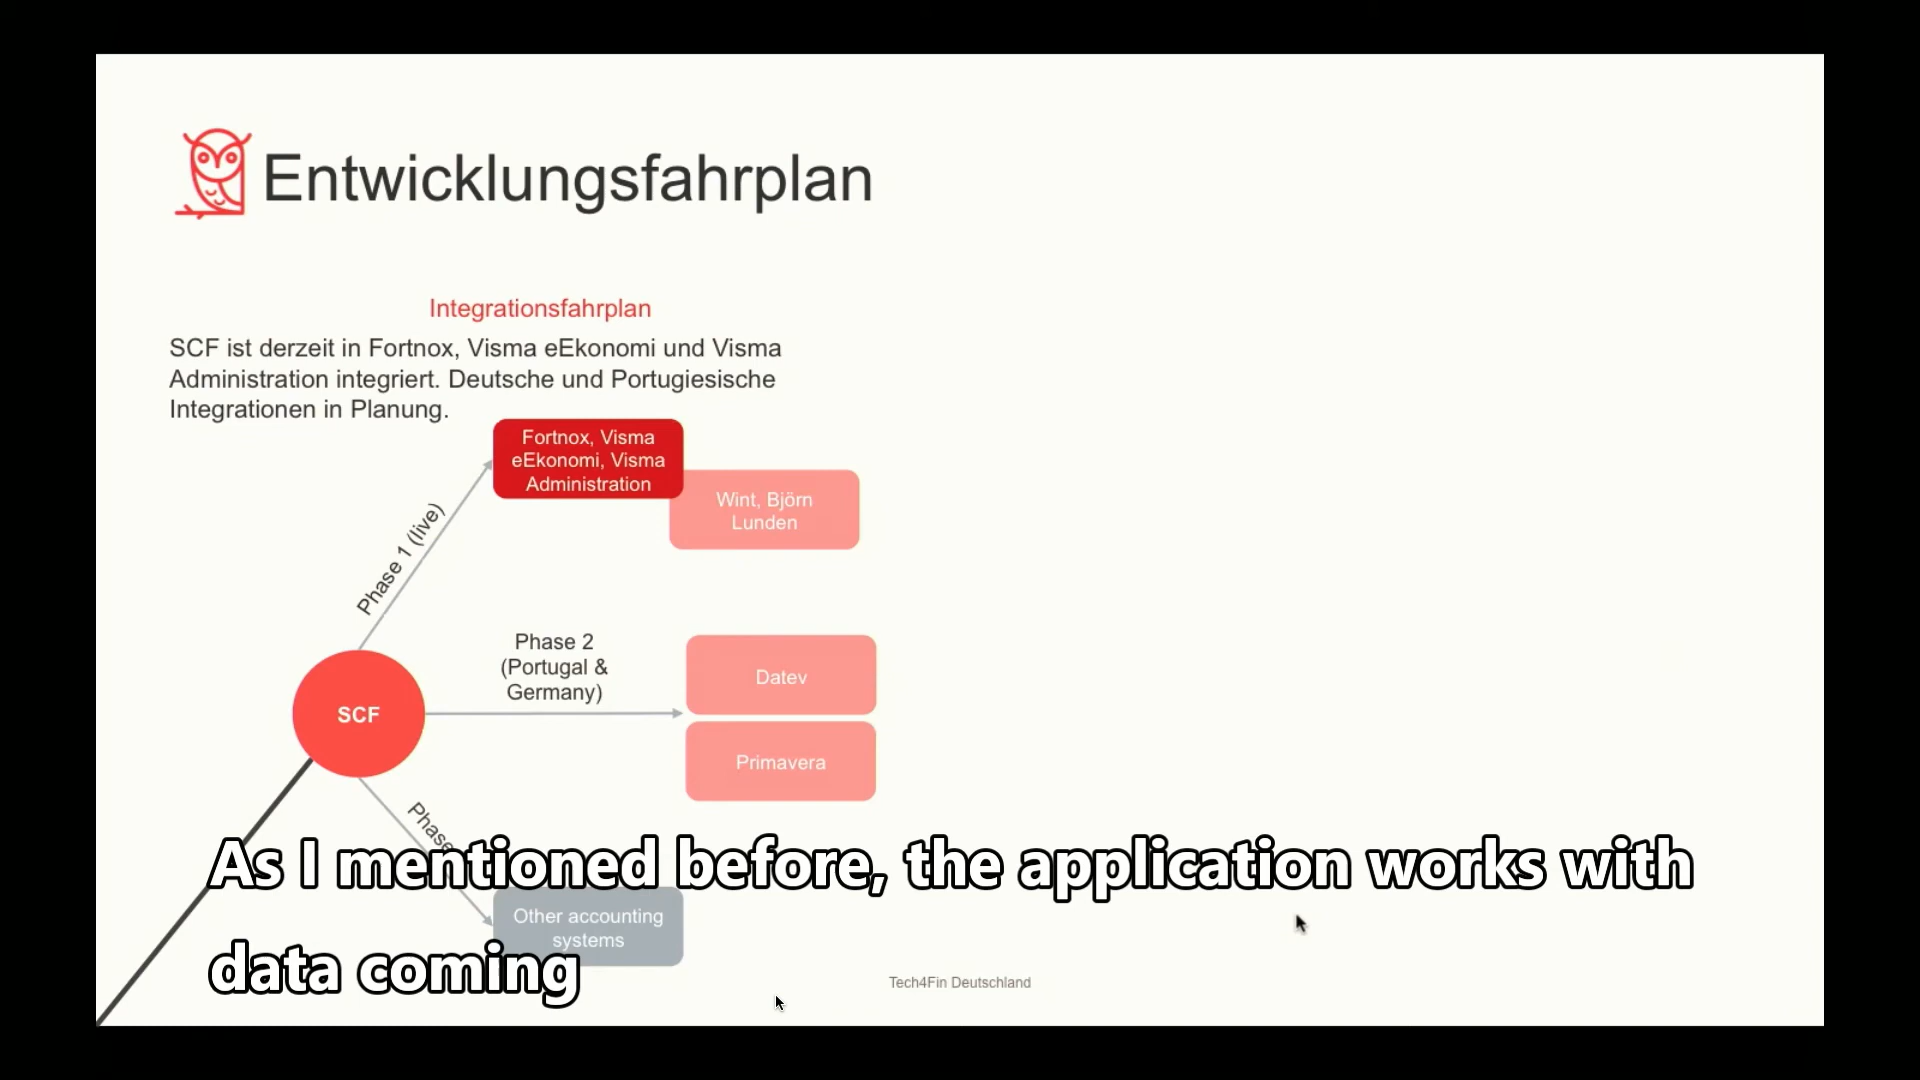 Entwicklungsfahrplan
Integrationsfahrplan
SCF ist derzeit in Fortnox, Visma eEkonomi und Visma
Administration integriert. Deutsche und Portugiesische
Integrationen in Planung.
Fortnox, Visma
eEkonomi, Visma
Administration
Wint, Björn
Lunden
Phase 1 (live)
Phase 2
(Portugal &
Germany)
Datev
SCF
Primavera
Phase
As I mentioned before, the application works with
data coming
Other accounting
systems
Tech4Fin Deutschland